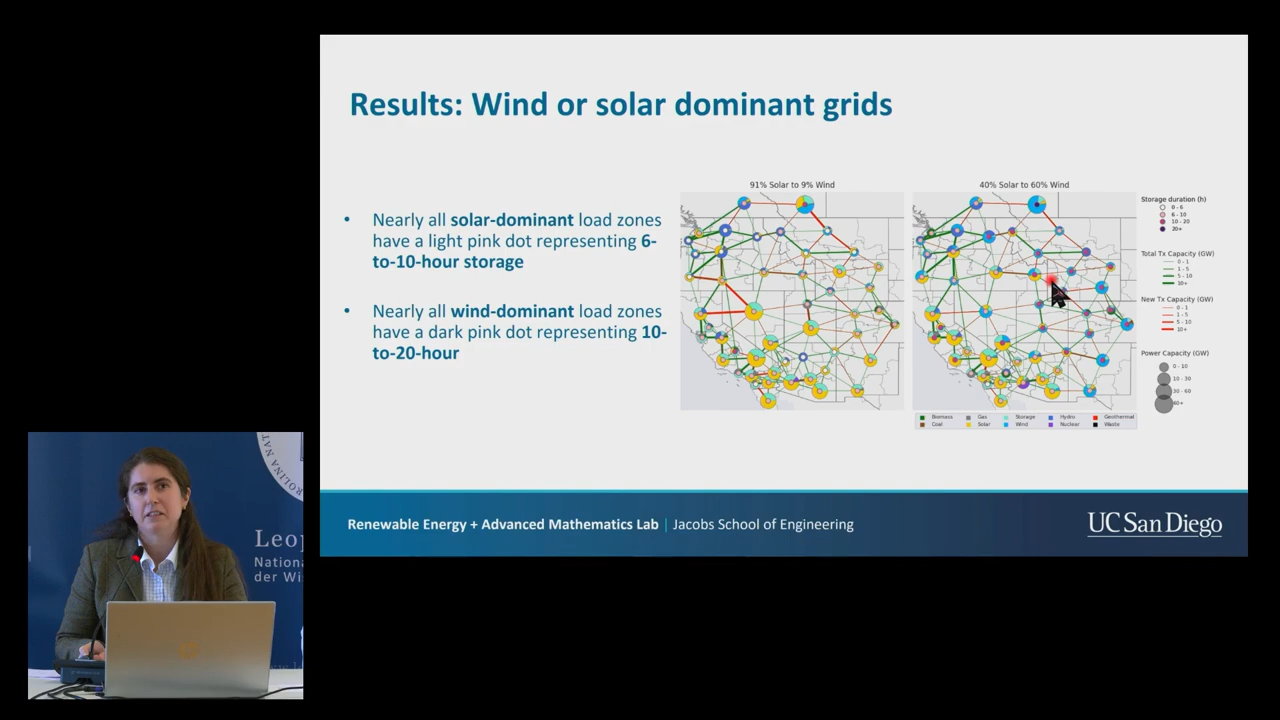 Results: Wind or solar dominant grids
• Nearly all solar-dominant load zones
have a light pink dot representing 6-
to-10-hour storage
• Nearly all wind-dominant load zones
have a dark pink dot representing 10-
to-20-hour
91% Solar to 9% Wind
40% Solar to 60% Wind
Storage duration (h)
0 - 6
6 - 10
10 - 20
20+
Total Tx Capacity (GW)
0 - 1
1 - 5
5 - 10
10+
New Tx Capacity (GW)
0 - 1
1 - 5
5 - 10
10+
Power Capacity (GW)
0 - 10
10 - 30
30 - 60
60+
Biomass Gas Storage Hydro Geothermal
Coal Solar Wind Nuclear Waste
Renewable Energy + Advanced Mathematics Lab | Jacobs School of Engineering
UC San Diego
OLINA NAT
Leop
Nationa
der Wi